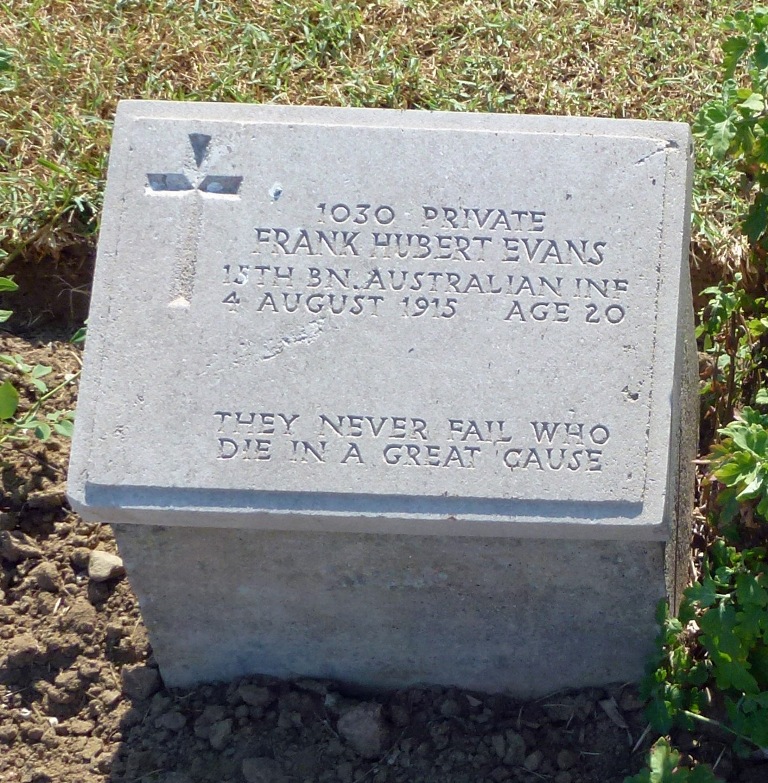 1030 PRIVATE
FRANK HUBERT EVANS
15TH BN. AUSTRALIAN INF
4 AUGUST 1915 AGE 20
THEY NEVER FAIL WHO
DIE IN A GREAT CAUSE